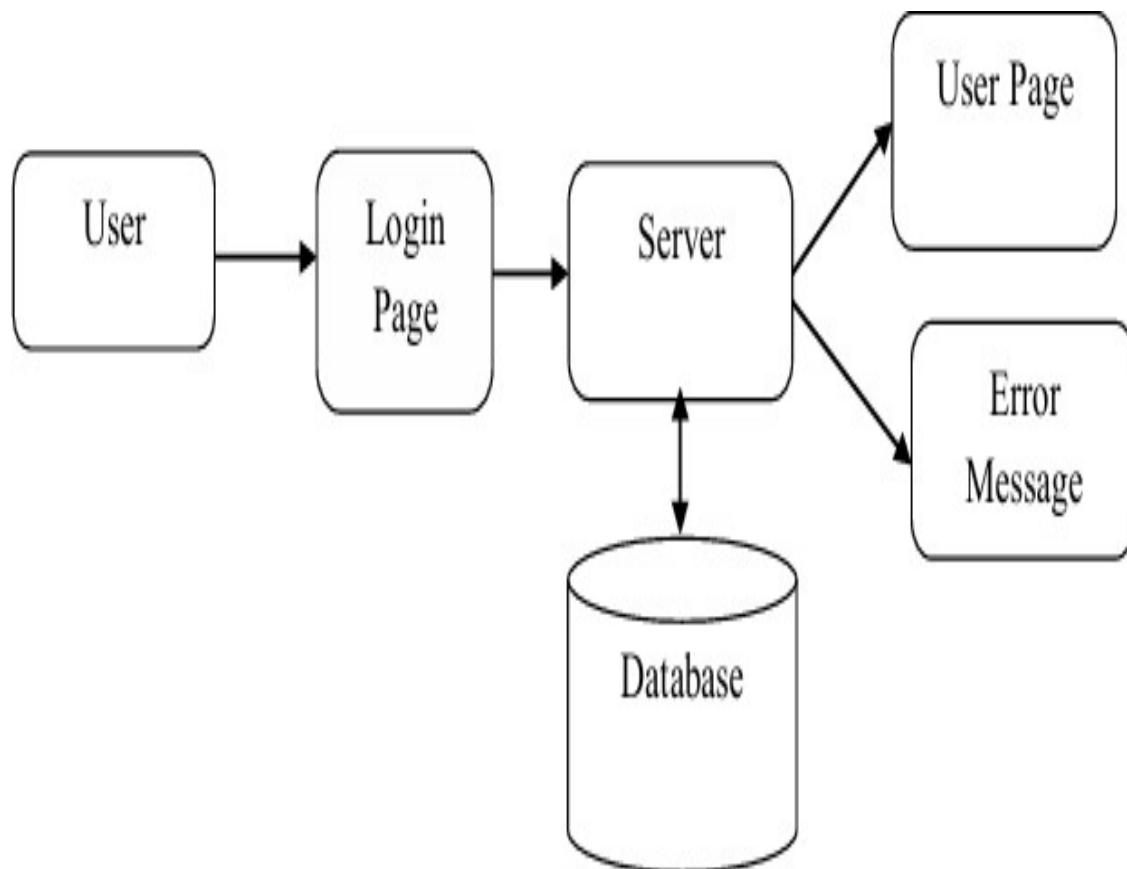 User
Login
Page
Server
User Page
Error
Message
Database